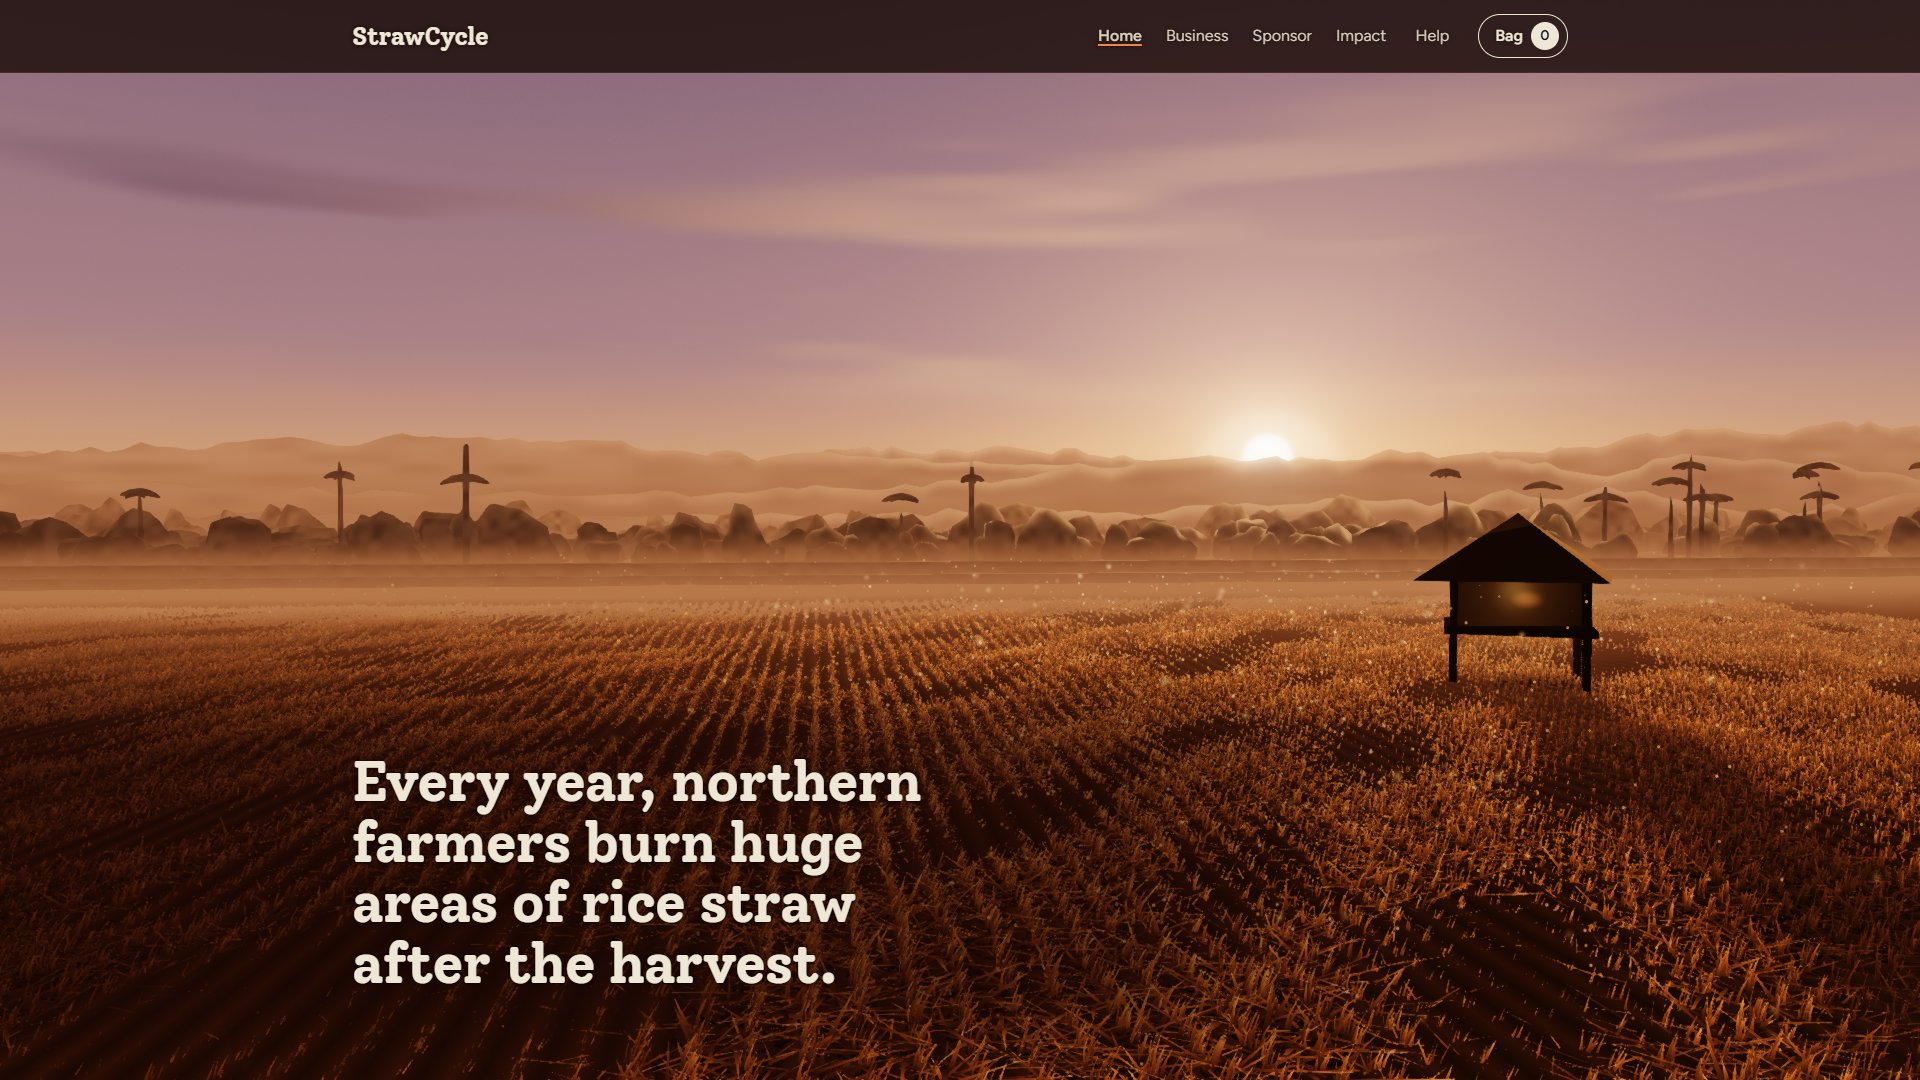 StrawCycle
Home Business Sponsor Impact Help Bag 0
Every year, northern
farmers burn huge
areas of rice straw
after the harvest.